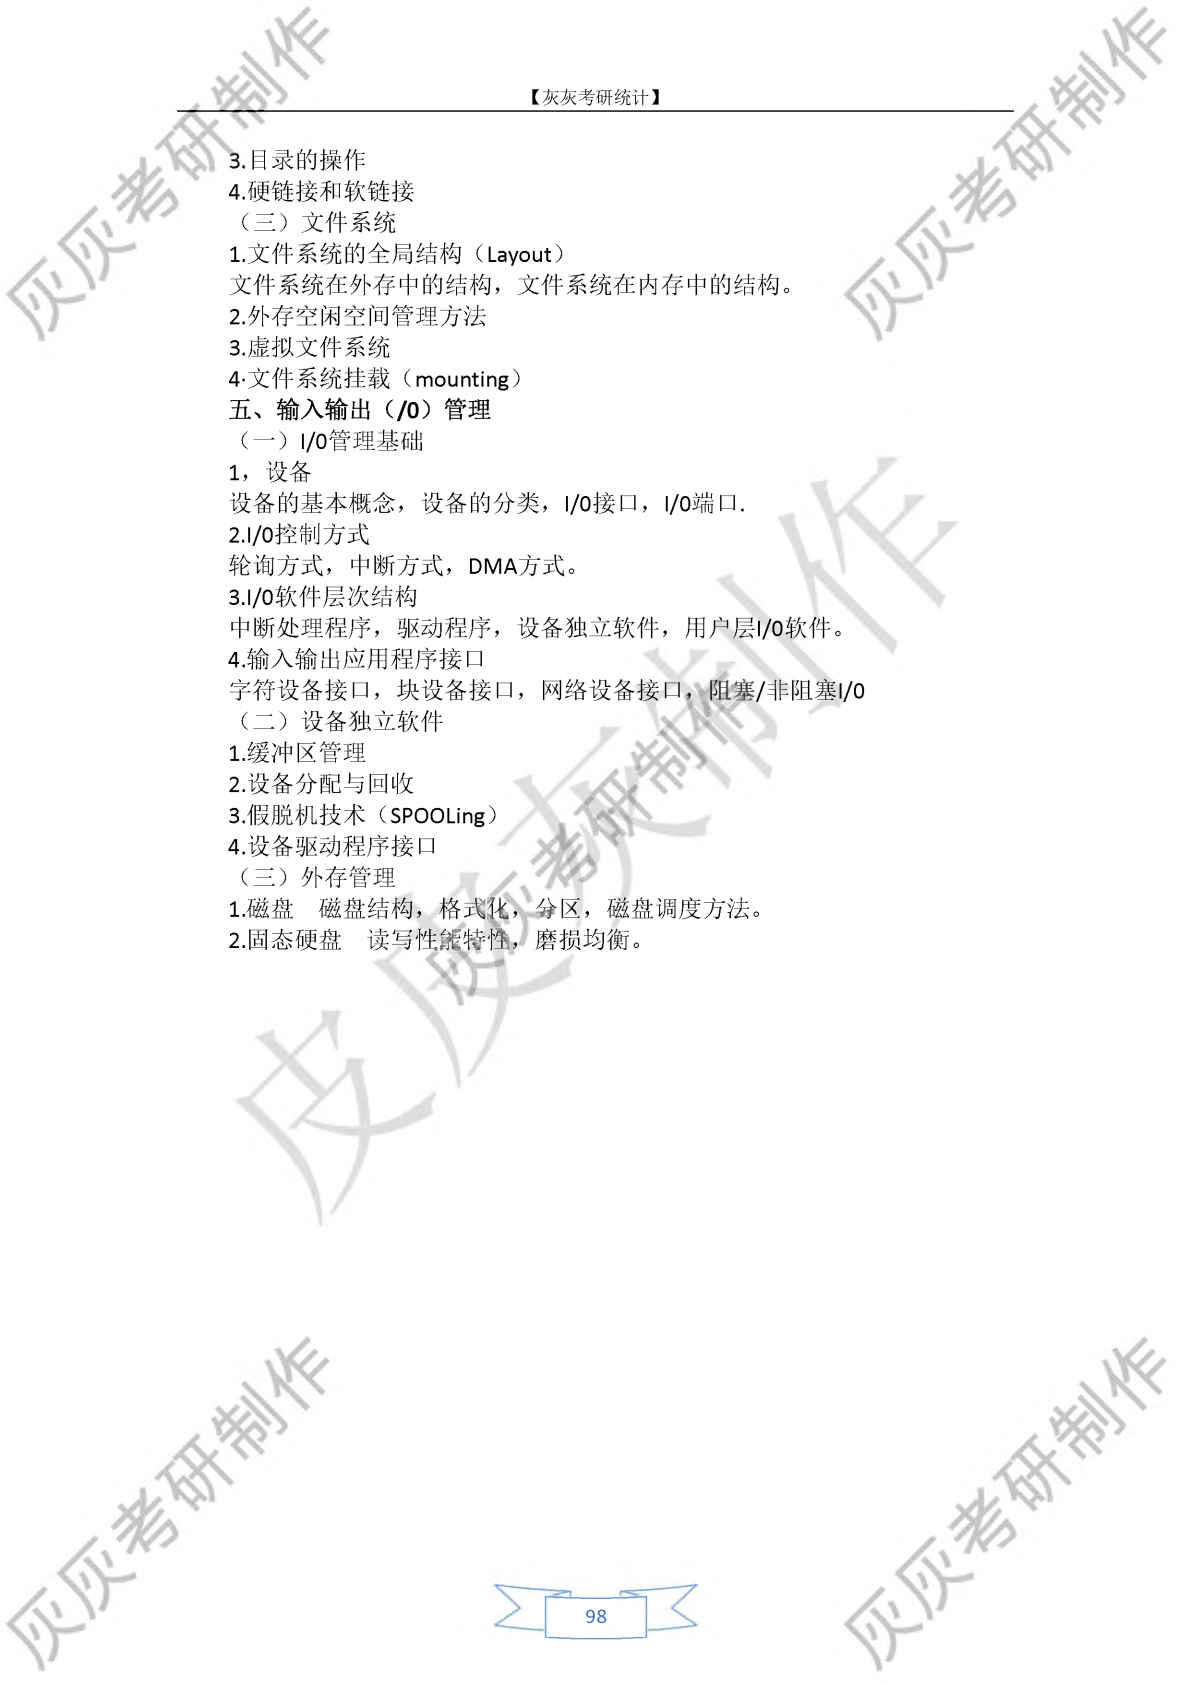 【灰灰考研统计】
3.目录的操作
4.硬链接和软链接
（三）文件系统
1.文件系统的全局结构（Layout）
文件系统在外存中的结构，文件系统在内存中的结构。
2.外存空闲空间管理方法
3.虚拟文件系统
4·文件系统挂载（mounting）
五、输入输出（/0）管理
（一）I/0管理基础
1，设备
设备的基本概念，设备的分类，I/0接口，I/0端口.
2.I/0控制方式
轮询方式，中断方式，DMA方式。
3.I/0软件层次结构
中断处理程序，驱动程序，设备独立软件，用户层I/0软件。
4.输入输出应用程序接口
字符设备接口，块设备接口，网络设备接口，阻塞/非阻塞I/0
（二）设备独立软件
1.缓冲区管理
2.设备分配与回收
3.假脱机技术（SPOOLing）
4.设备驱动程序接口
（三）外存管理
1.磁盘　磁盘结构，格式化，分区，磁盘调度方法。
2.固态硬盘　读写性能特性，磨损均衡。
灰灰考研制作
灰灰考研制作
皮皮灰制作
灰灰考研制作
灰灰考研制作
灰灰考研制作
98